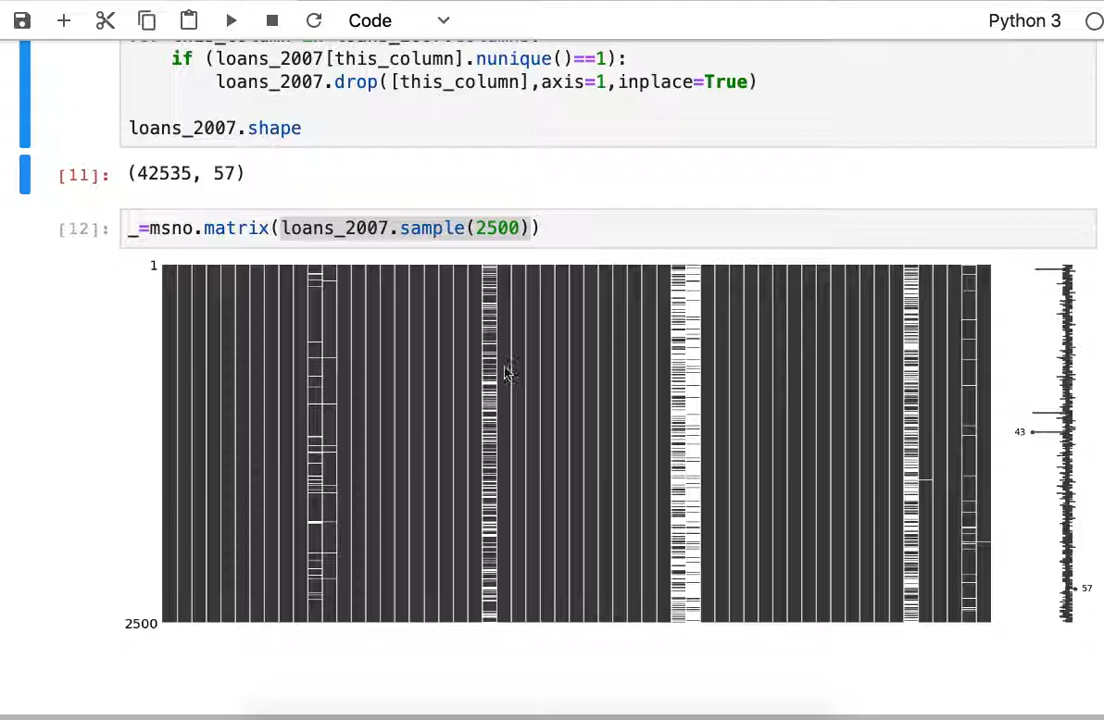 Code
Python 3
if (loans_2007[this_column].nunique()==1):
loans_2007.drop([this_column],axis=1,inplace=True)
loans_2007.shape
[11]: (42535, 57)
[12]: _=msno.matrix(loans_2007.sample(2500))
1
43
57
2500